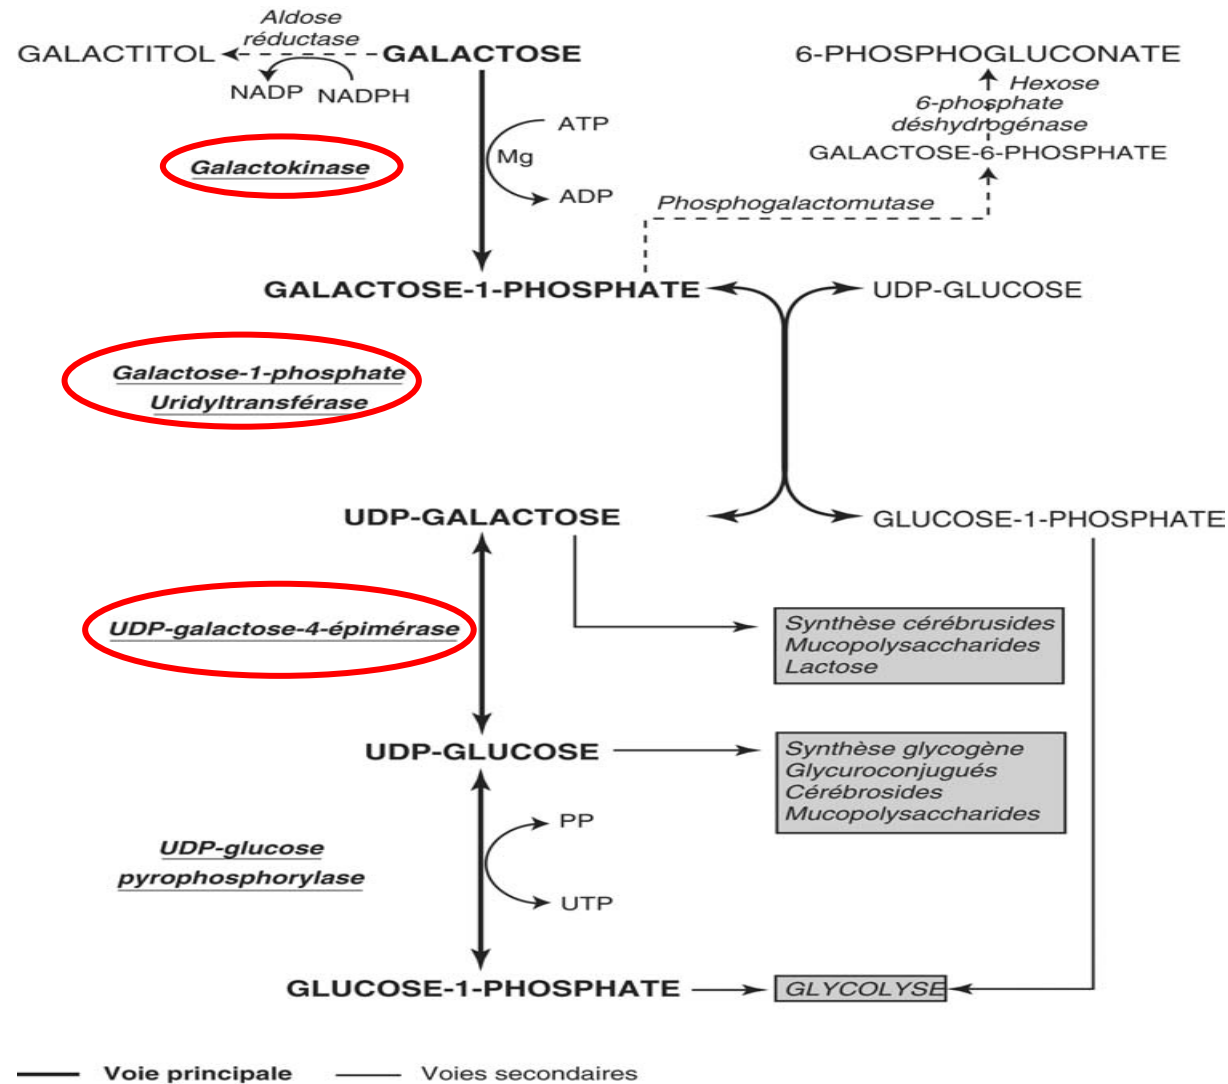 Aldose
réductase
GALACTITOL
GALACTOSE
NADP
NADPH
6-PHOSPHOGLUCONATE
Hexose
6-phosphate
déshydrogénase
GALACTOSE-6-PHOSPHATE
ATP
Mg
ADP
Galactokinase
Phosphogalactomutase
GALACTOSE-1-PHOSPHATE
UDP-GLUCOSE
Galactose-1-phosphate
Uridyltransférase
UDP-GALACTOSE
GLUCOSE-1-PHOSPHATE
UDP-galactose-4-épimérase
Synthèse cérébrusides
Mucopolysaccharides
Lactose
UDP-GLUCOSE
Synthèse glycogène
Glycuroconjugués
Cérébrosides
Mucopolysaccharides
PP
UDP-glucose
pyrophosphorylase
UTP
GLUCOSE-1-PHOSPHATE
GLYCOLYSE
Voie principale
Voies secondaires